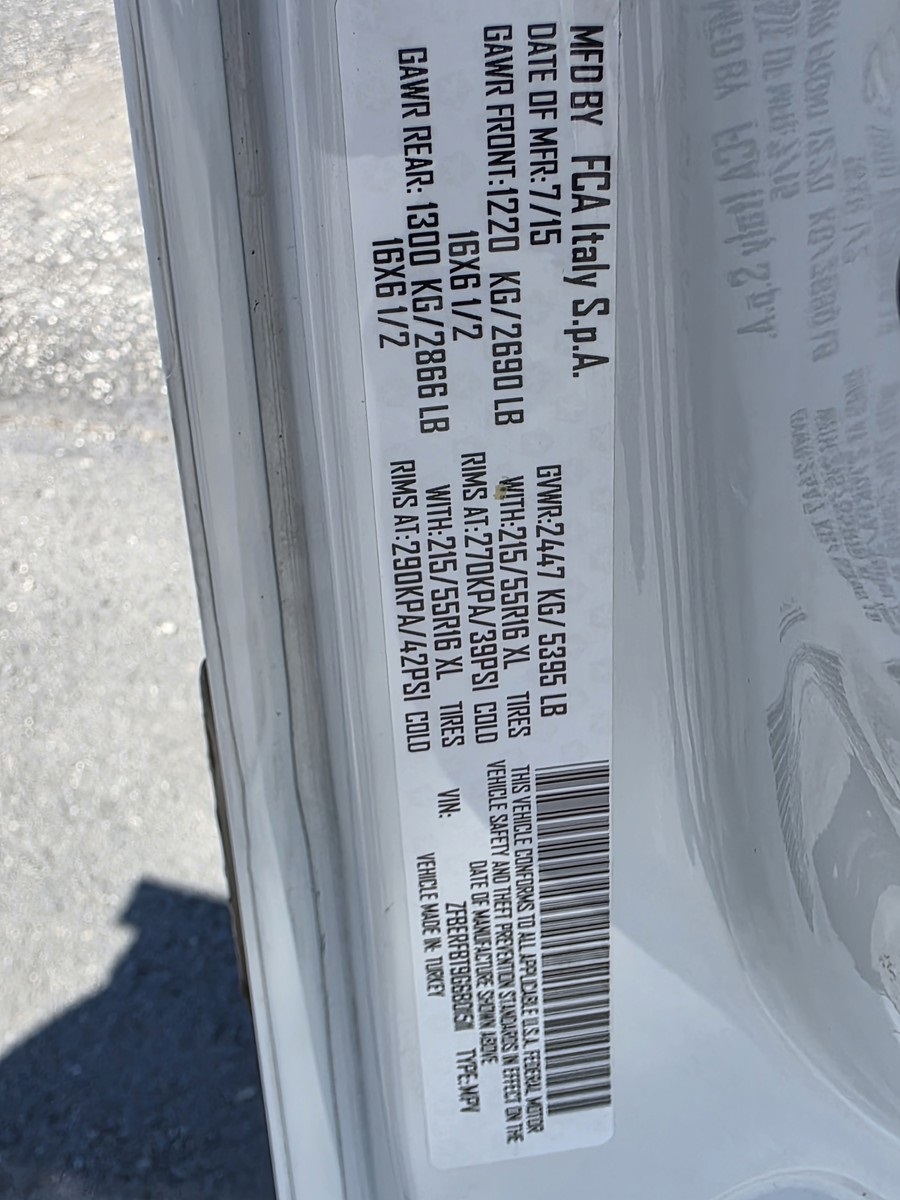 MFD BY FCA Italy S.p.A.
DATE OF MFR: 7/15 GVWR:2447 KG/ 5395 LB
GAWR FRONT:1220 KG/2690 LB WITH:215/55R16 XL TIRES
16X6 1/2 RIMS AT:270KPA/39PSI COLD
GAWR REAR: 1300 KG/2866 LB WITH:215/55R16 XL TIRES
16X6 1/2 RIMS AT:290KPA/42PSI COLD
THIS VEHICLE CONFORMS TO ALL APPLICABLE U.S.A. FEDERAL MOTOR
VEHICLE SAFETY AND THEFT PREVENTION STANDARDS IN EFFECT ON THE
DATE OF MANUFACTURE SHOWN ABOVE
VIN: TYPE:MPV
VEHICLE MADE IN: TURKEY